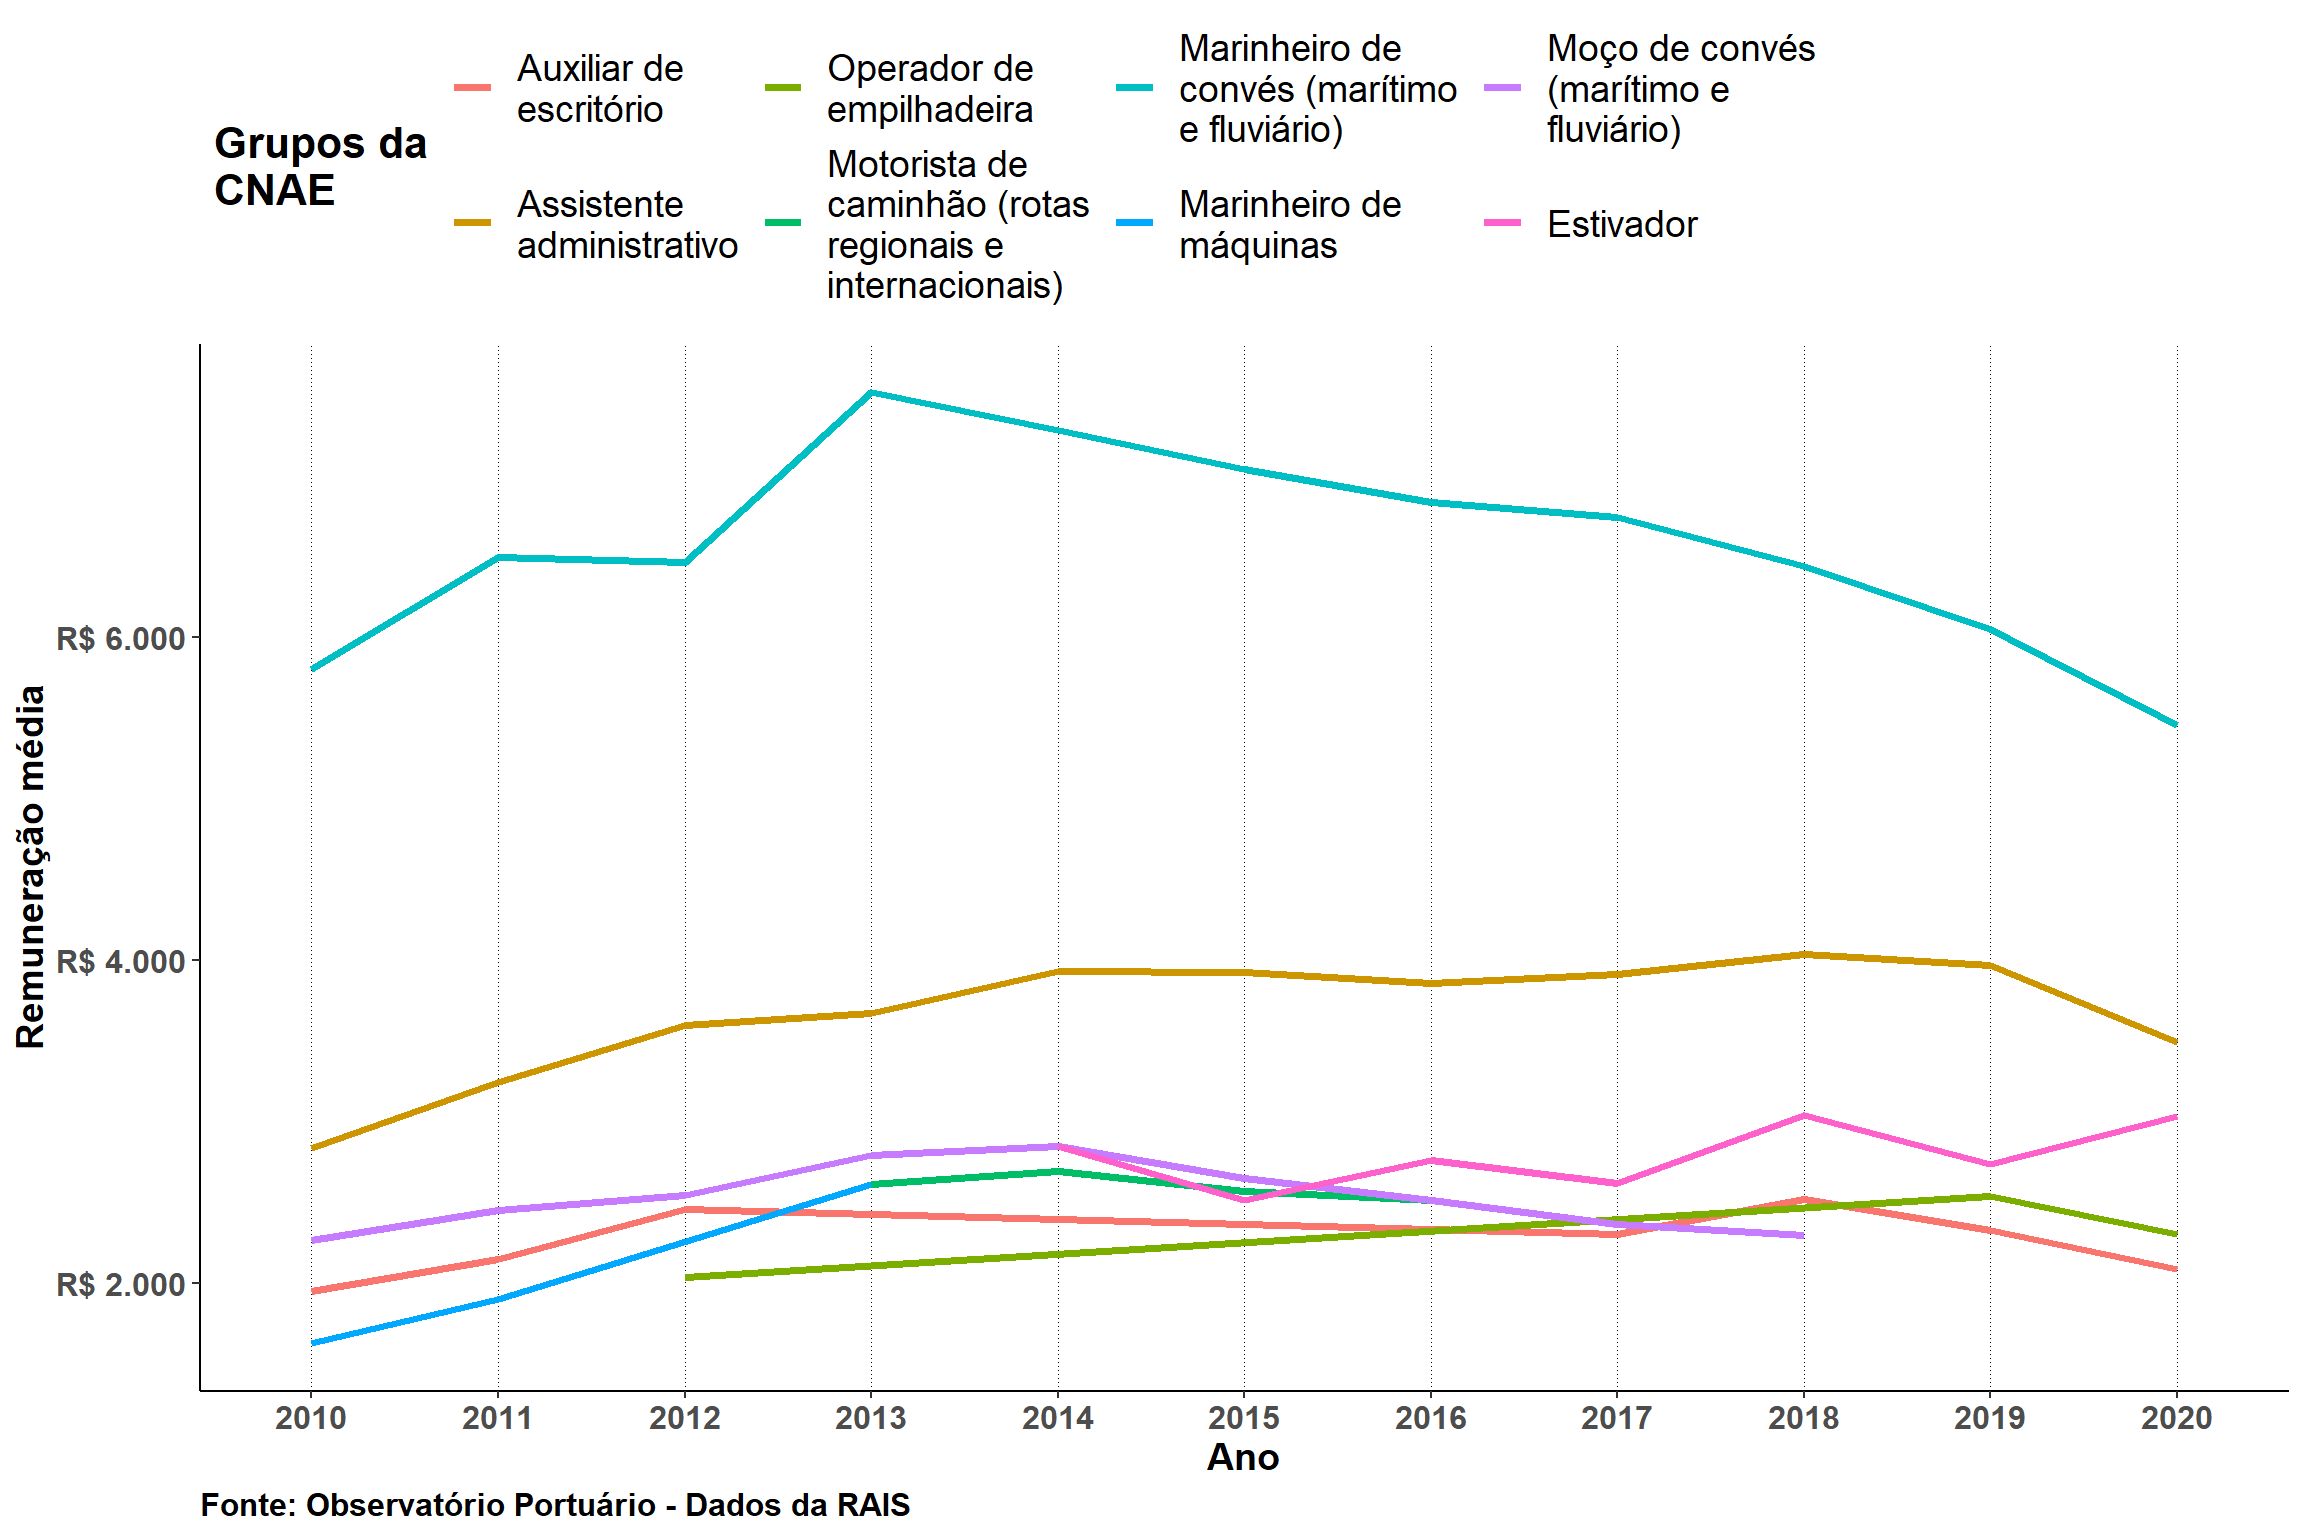 Grupos da
CNAE
Auxiliar de
escritório
Assistente
administrativo
Operador de
empilhadeira
Motorista de
caminhão (rotas
regionais e
internacionais)
Marinheiro de
convés (marítimo
e fluviário)
Marinheiro de
máquinas
Moço de convés
(marítimo e
fluviário)
Estivador
Remuneração média
R$ 6.000
R$ 4.000
R$ 2.000
2010 2011 2012 2013 2014 2015 2016 2017 2018 2019 2020
Ano
Fonte: Observatório Portuário - Dados da RAIS